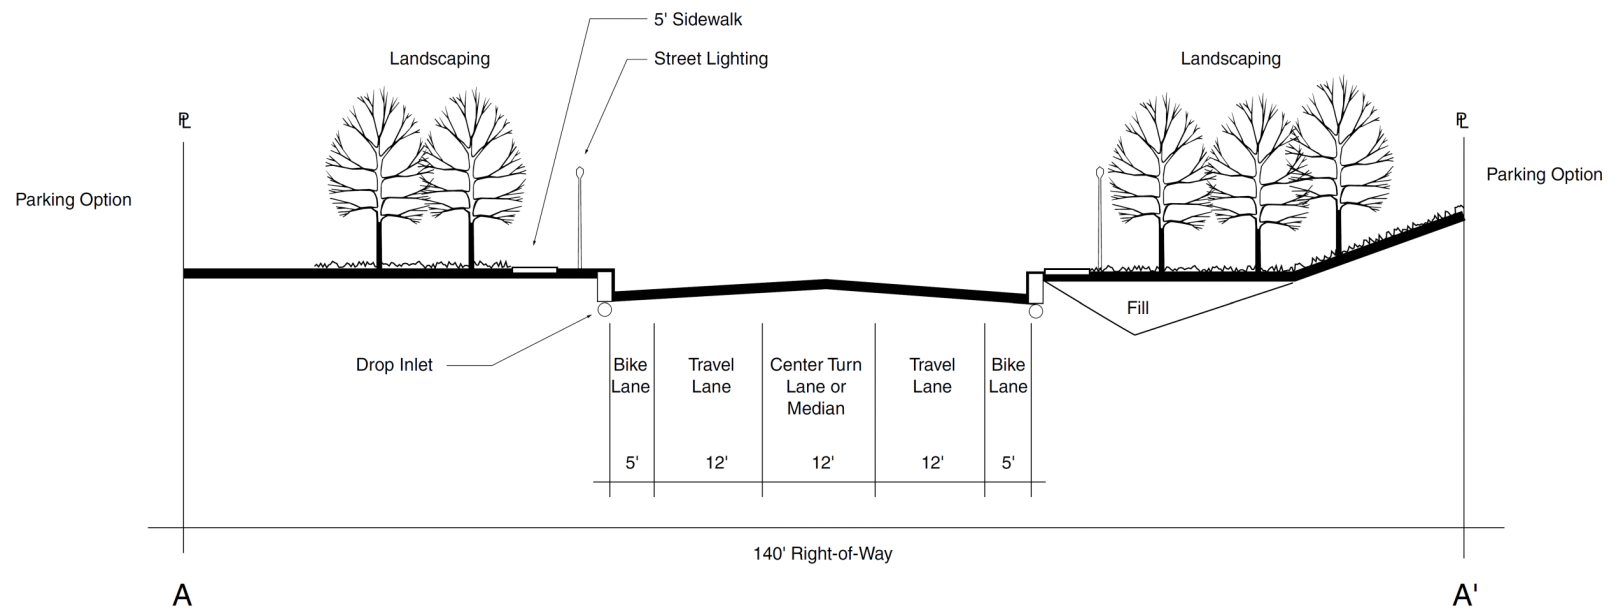 5' Sidewalk
Landscaping
Street Lighting
Landscaping
PL
PL
Parking Option
Parking Option
Fill
Drop Inlet
Bike
Lane
Travel
Lane
Center Turn
Lane or
Median
Travel
Lane
Bike
Lane
5'
12'
12'
12'
5'
140' Right-of-Way
A
A'